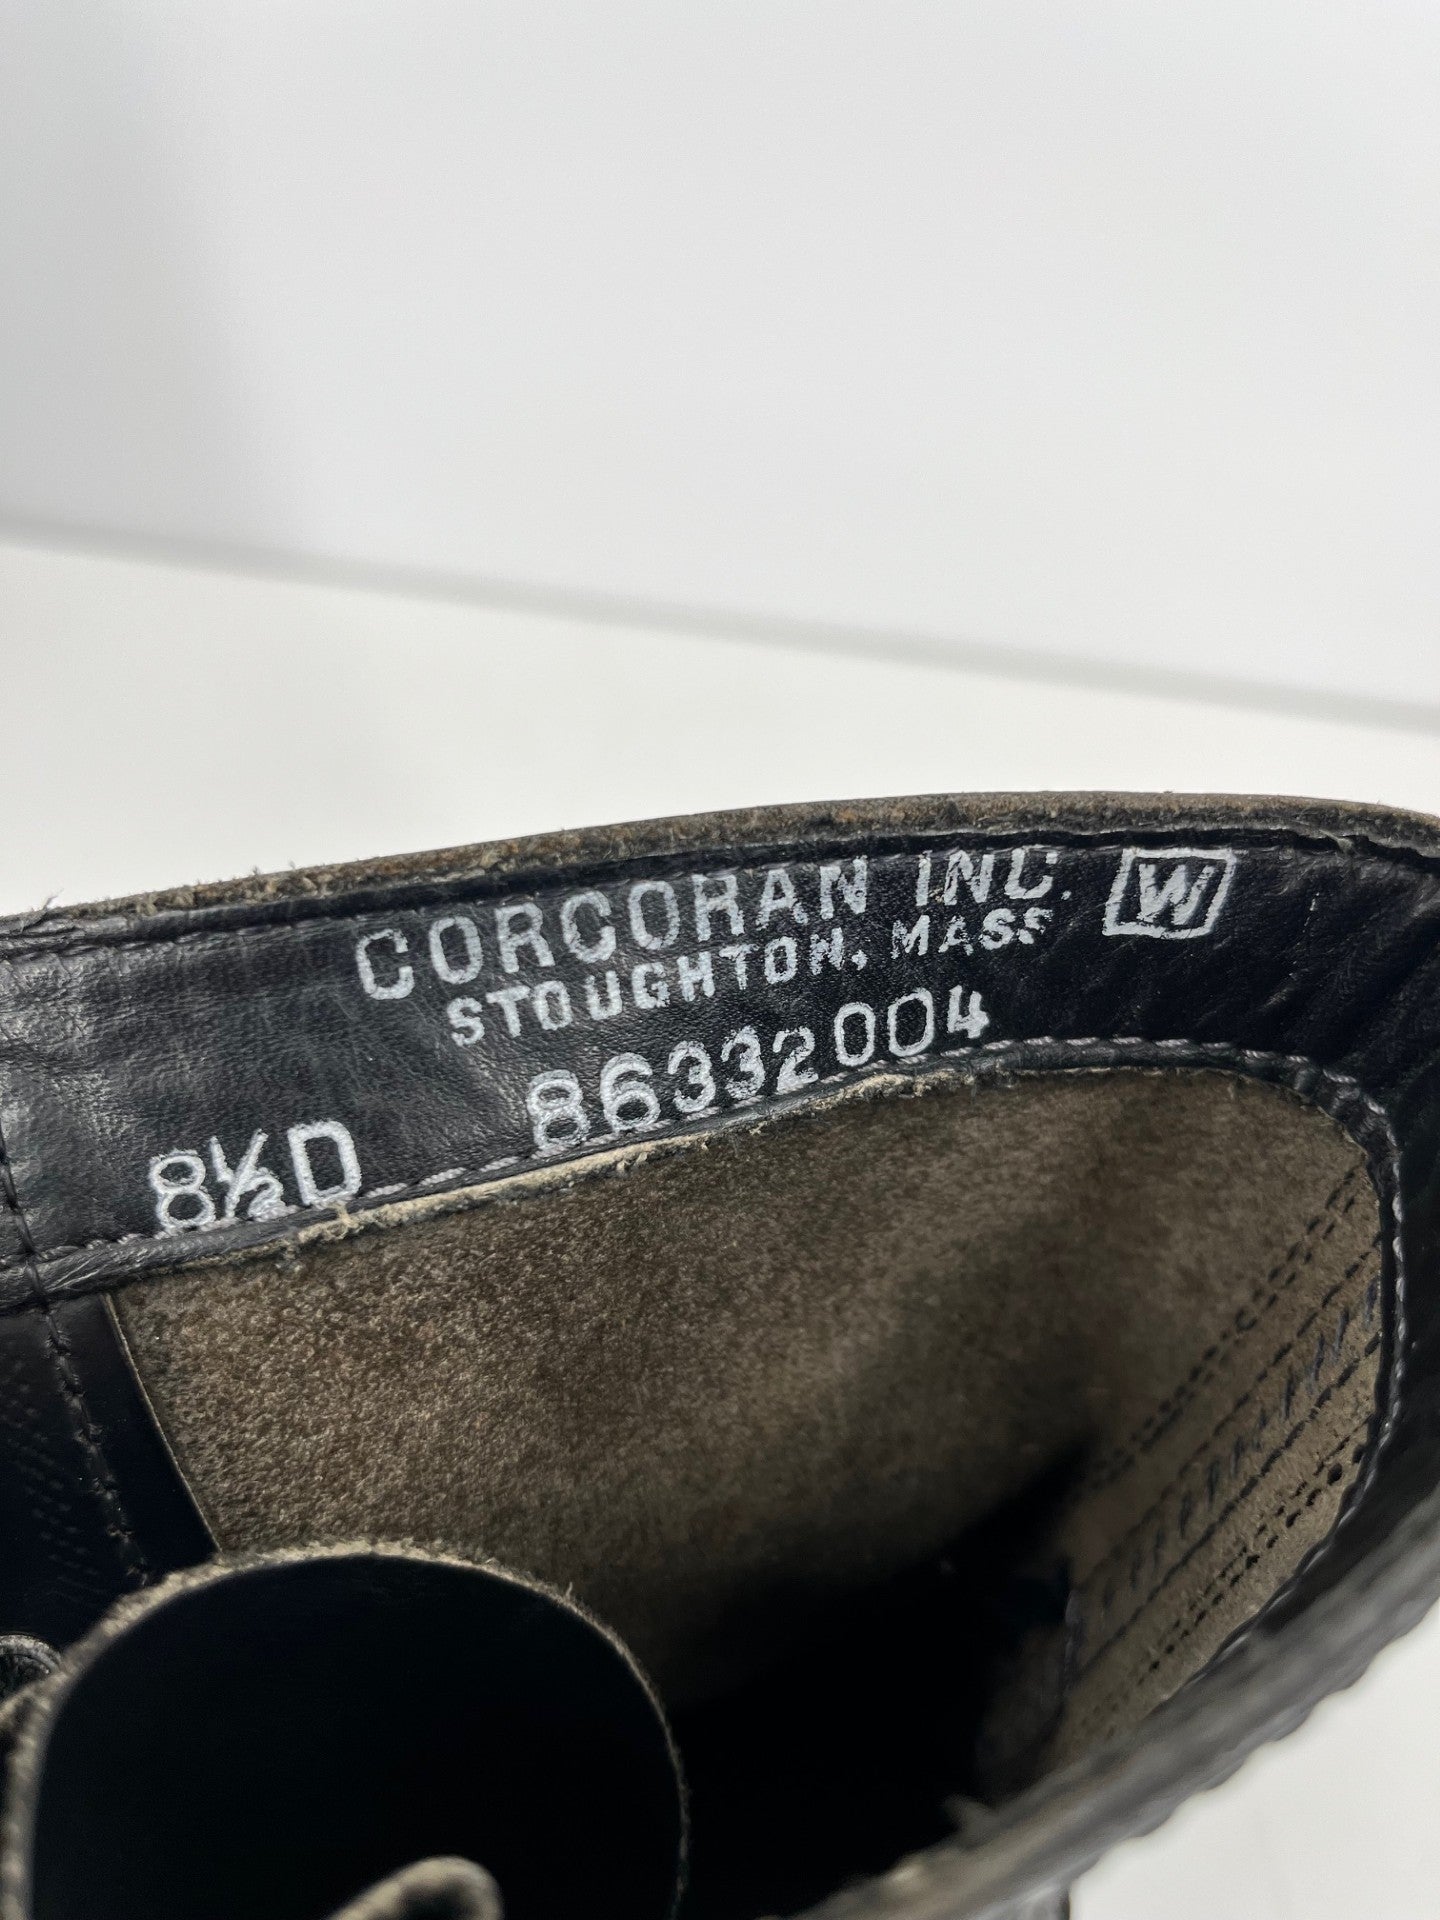 CORCORAN INC. W
STOUGHTON, MASS
8½D 86332004